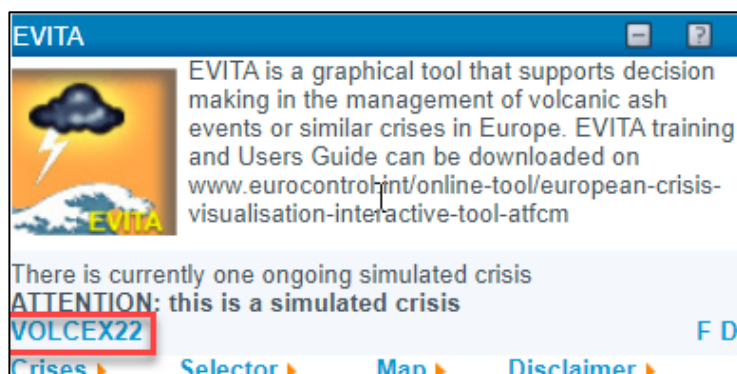 EVITA
EVITA is a graphical tool that supports decision
making in the management of volcanic ash
events or similar crises in Europe. EVITA training
and Users Guide can be downloaded on
www.eurocontrol.int/online-tool/european-crisis-
visualisation-interactive-tool-atfcm
EVITA
There is currently one ongoing simulated crisis
ATTENTION: this is a simulated crisis
VOLCEX22 F D
Crises Selector Map Disclaimer